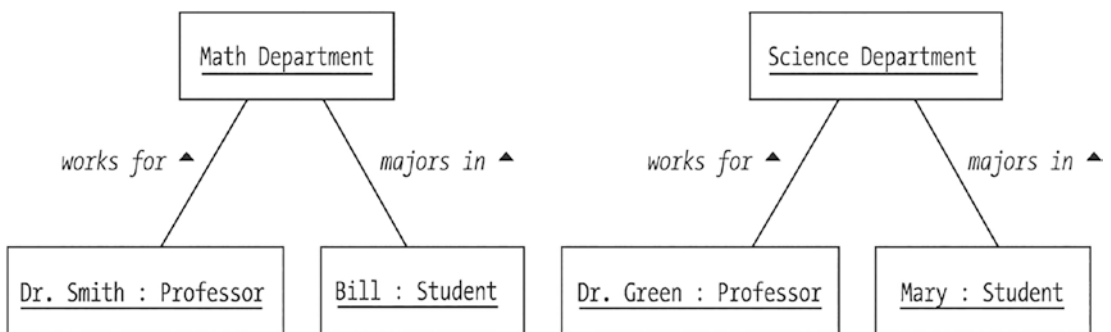 Math Department
Science Department
works for ▲
majors in ▲
works for ▲
majors in ▲
Dr. Smith : Professor
Bill : Student
Dr. Green : Professor
Mary : Student